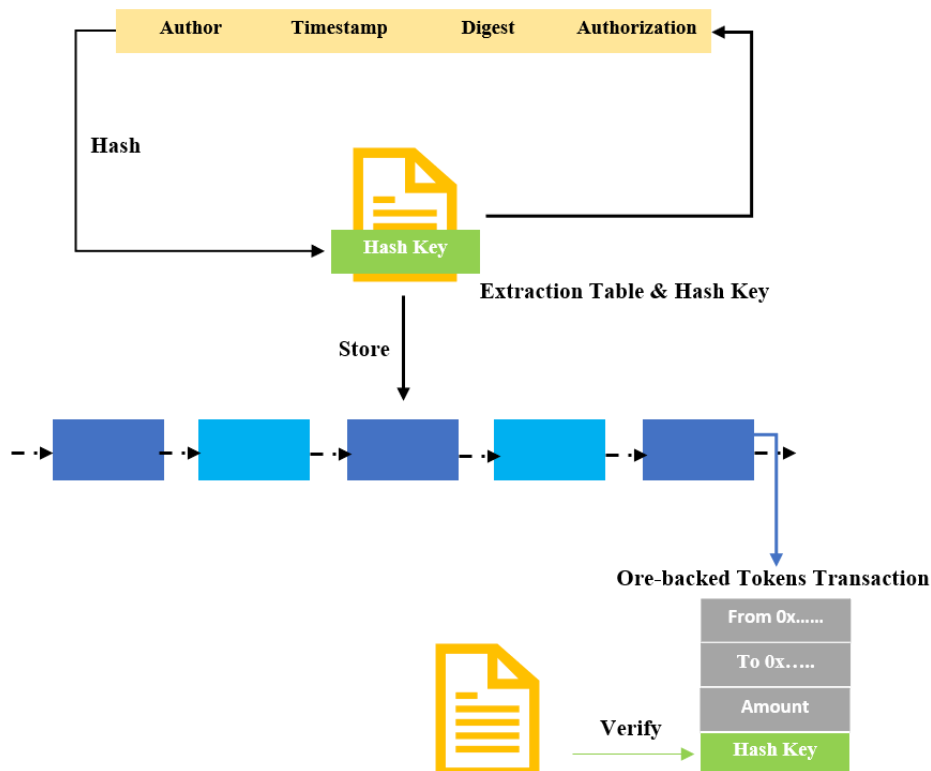 Author Timestamp Digest Authorization
Hash
Hash Key
Extraction Table & Hash Key
Store
Ore-backed Tokens Transaction
From 0x......
To 0x.....
Amount
Verify
Hash Key